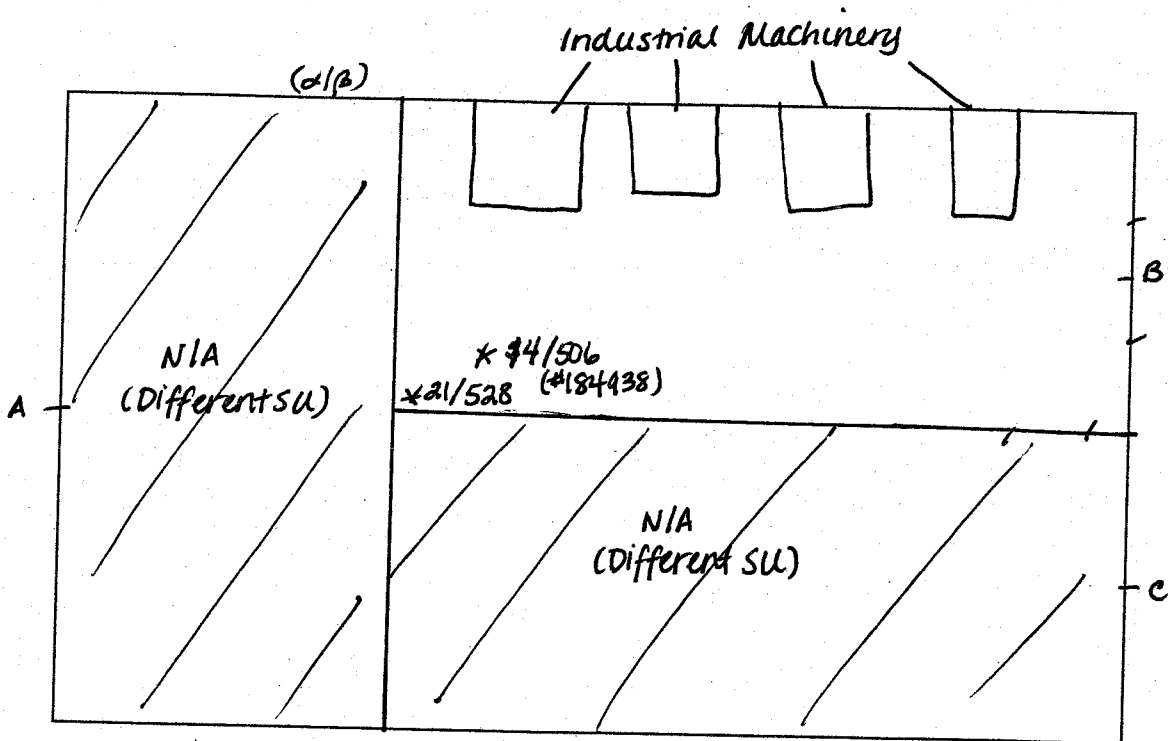 Industrial Machinery
(α/β)
B
* $4/506
N/A
(Different SU)
*21/528 (#184938)
A
N/A
(Different SU)
C